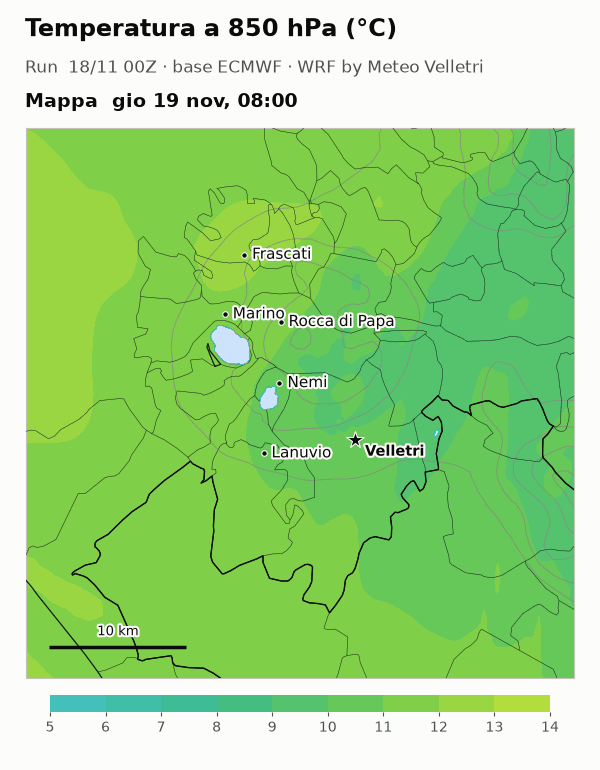 Temperatura a 850 hPa (°C)
Run  18/11 00Z · base ECMWF · WRF by Meteo Velletri
Mappa  gio 19 nov, 08:00
Frascati
Marino
Rocca di Papa
Nemi
Velletri
Lanuvio
10 km
5 6 7 8 9 10 11 12 13 14